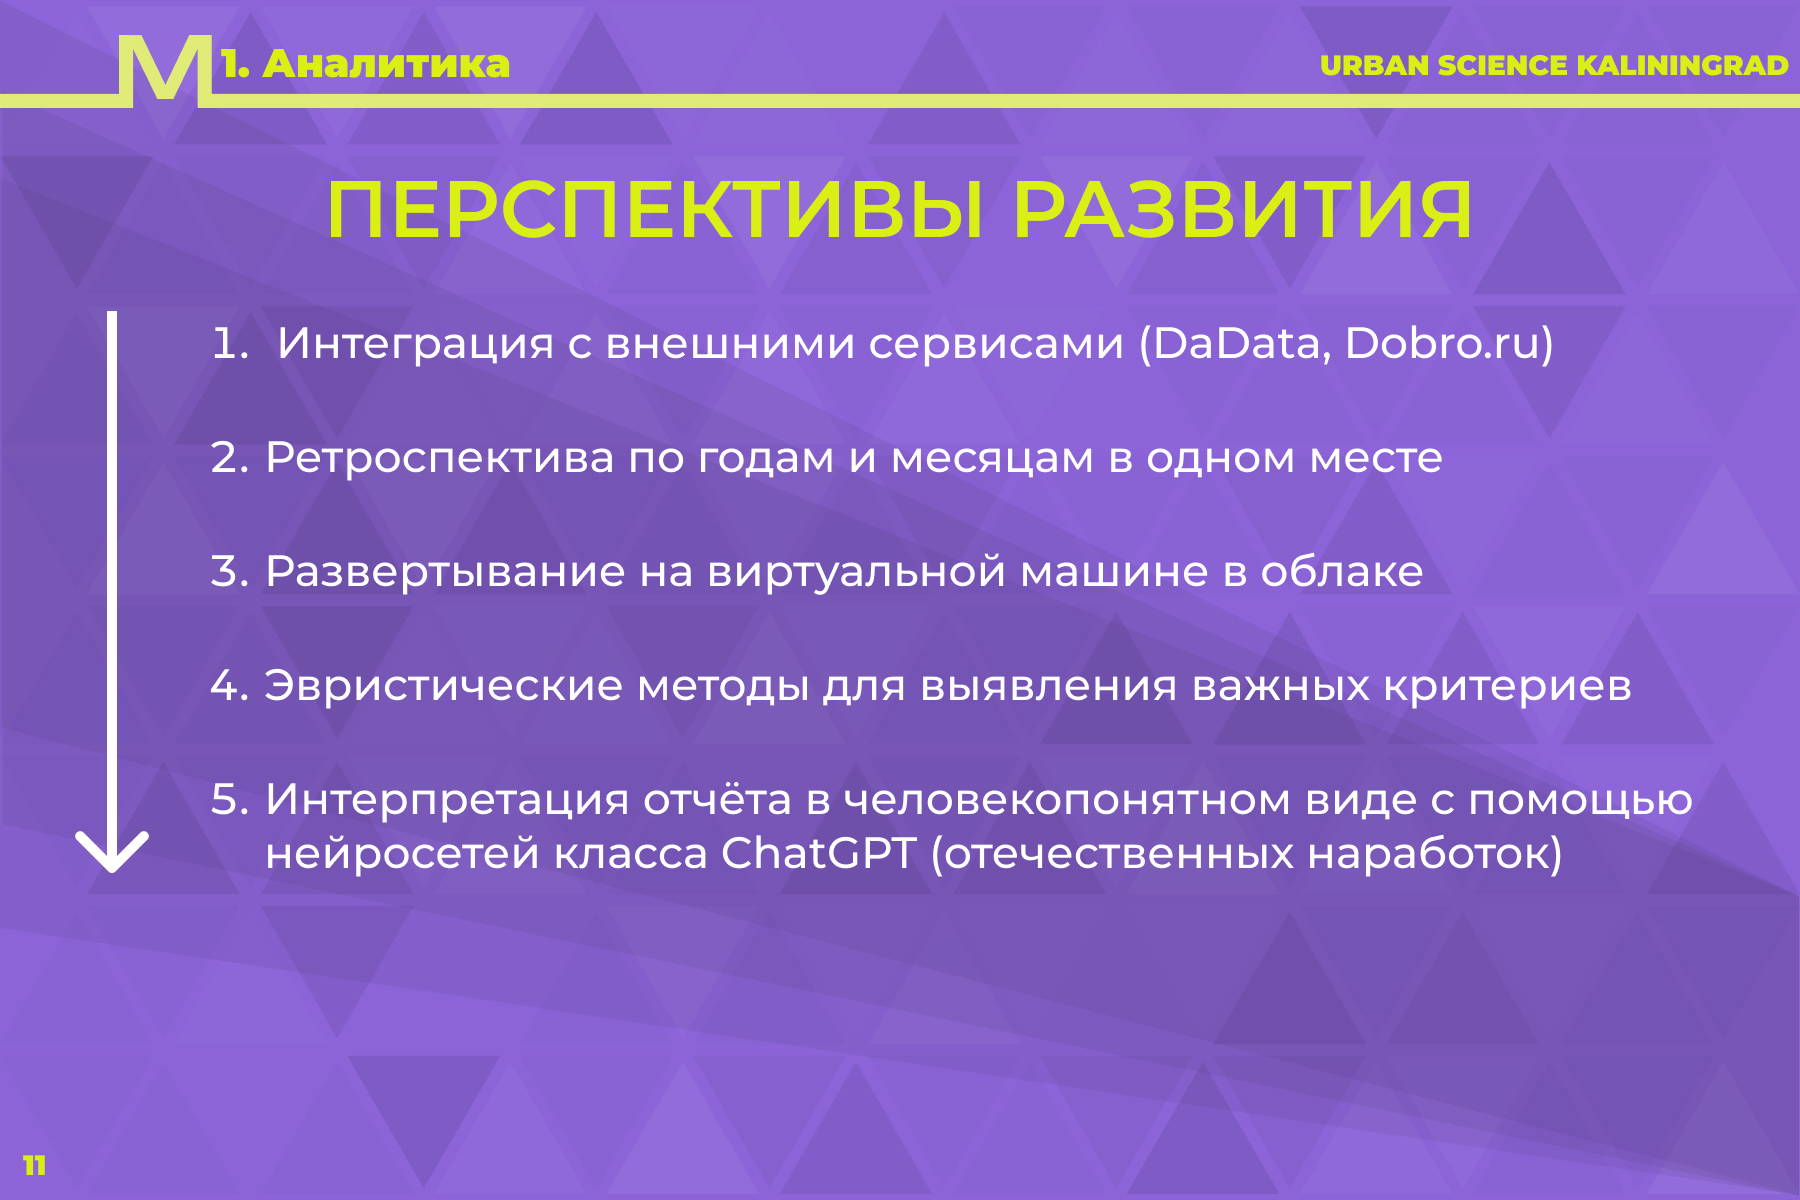 М 1. Аналитика
URBAN SCIENCE KALININGRAD
ПЕРСПЕКТИВЫ РАЗВИТИЯ
1. Интеграция с внешними сервисами (DaData, Dobro.ru)
2. Ретроспектива по годам и месяцам в одном месте
3. Развертывание на виртуальной машине в облаке
4. Эвристические методы для выявления важных критериев
5. Интерпретация отчёта в человекопонятном виде с помощью
нейросетей класса ChatGPT (отечественных наработок)
11